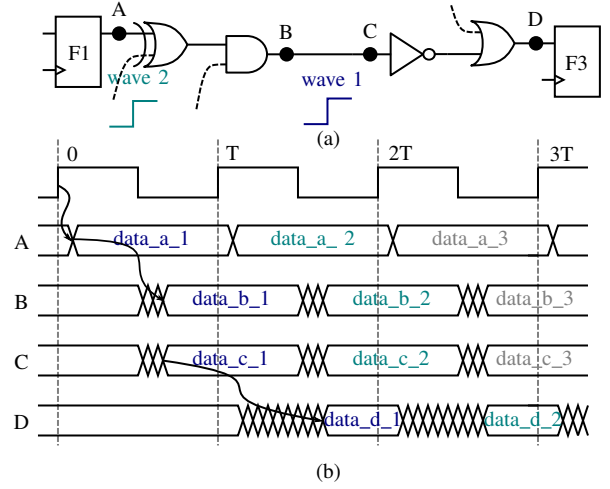 A
F1
wave 2
B
wave 1
C
D
F3
(a)
0 T 2T 3T
A data_a_1 data_a_ 2 data_a_3
B data_b_1 data_b_2 data_b_3
C data_c_1 data_c_2 data_c_3
D data_d_1 data_d_2
(b)